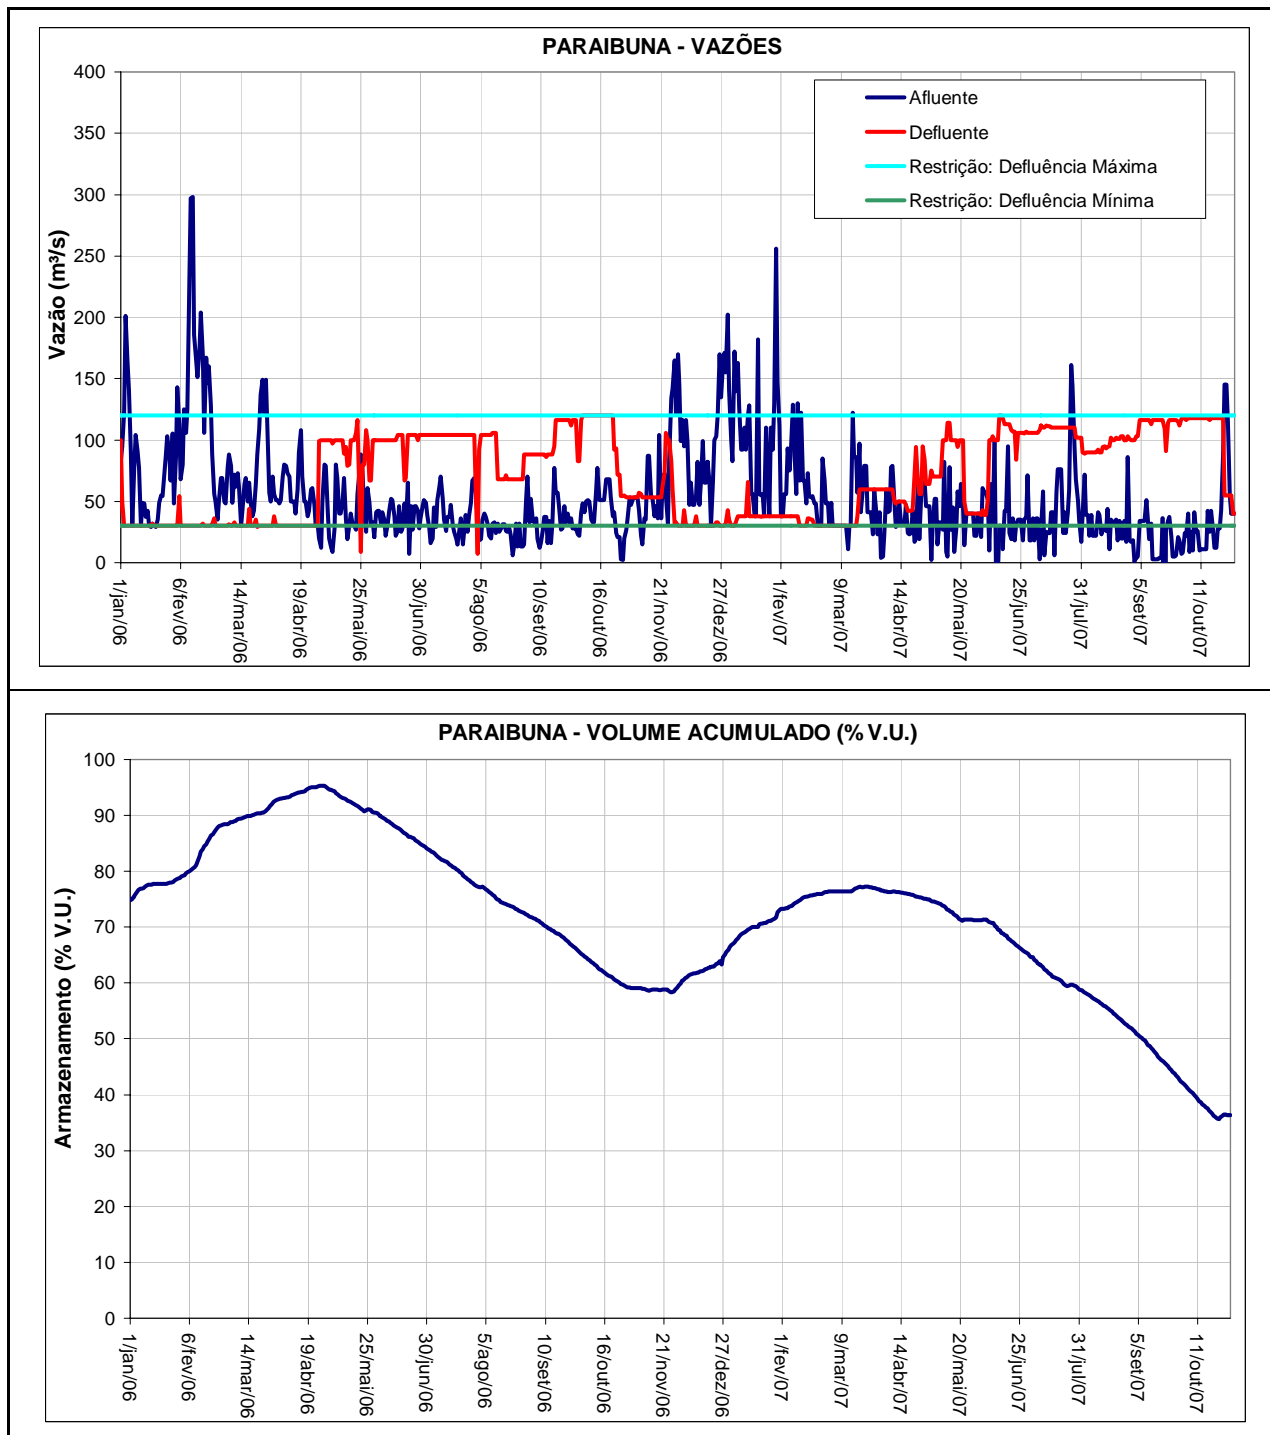 PARAIBUNA - VAZÕES
400
350
300
250
200
150
100
50
0
Vazão (m³/s)
Afluente
Defluente
Restrição: Defluência Máxima
Restrição: Defluência Mínima
1/jan/06
6/fev/06
14/mar/06
19/abr/06
25/mai/06
30/jun/06
5/ago/06
10/set/06
16/out/06
21/nov/06
27/dez/06
1/fev/07
9/mar/07
14/abr/07
20/mai/07
25/jun/07
31/jul/07
5/set/07
11/out/07
PARAIBUNA - VOLUME ACUMULADO (% V.U.)
100
90
80
70
60
50
40
30
20
10
0
Armazenamento (% V.U.)
1/jan/06
6/fev/06
14/mar/06
19/abr/06
25/mai/06
30/jun/06
5/ago/06
10/set/06
16/out/06
21/nov/06
27/dez/06
1/fev/07
9/mar/07
14/abr/07
20/mai/07
25/jun/07
31/jul/07
5/set/07
11/out/07